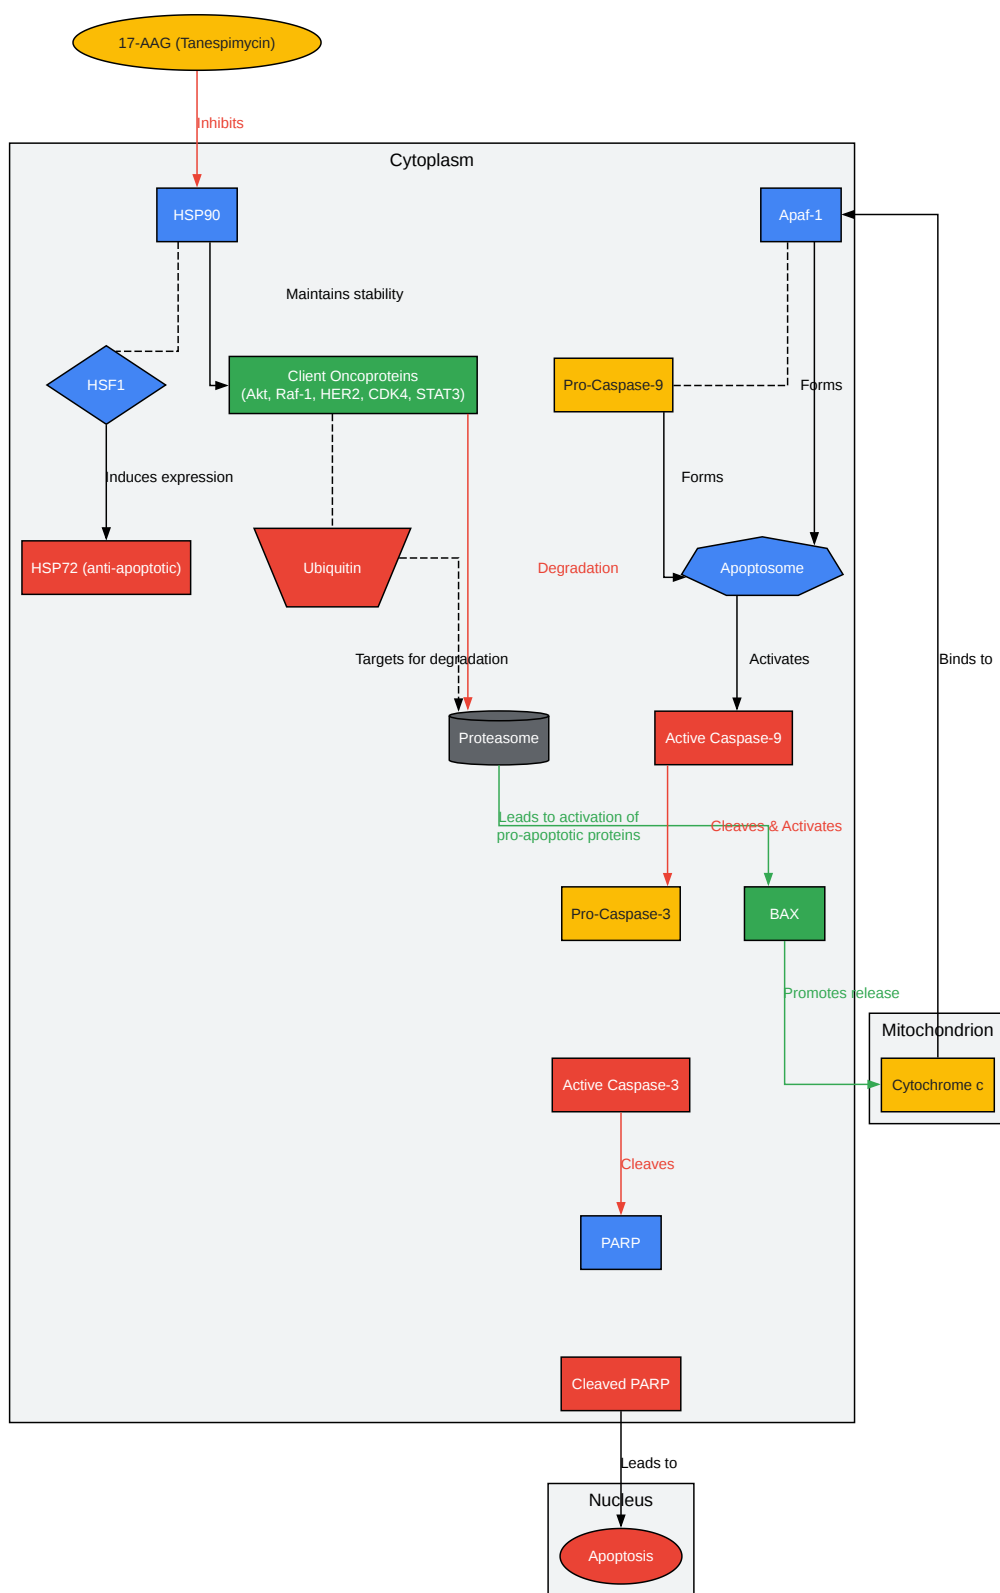 17-AAG (Tanespimycin)
Inhibits
Cytoplasm
HSP90
Apaf-1
Maintains stability
HSF1
Client Oncoproteins
(Akt, Raf-1, HER2, CDK4, STAT3)
Pro-Caspase-9
Forms
Induces expression
Forms
HSP72 (anti-apoptotic)
Ubiquitin
Degradation
Apoptosome
Targets for degradation
Activates
Binds to
Proteasome
Active Caspase-9
Leads to activation of
pro-apoptotic proteins
Cleaves & Activates
Pro-Caspase-3
BAX
Promotes release
Mitochondrion
Active Caspase-3
Cytochrome c
Cleaves
PARP
Cleaved PARP
Leads to
Nucleus
Apoptosis